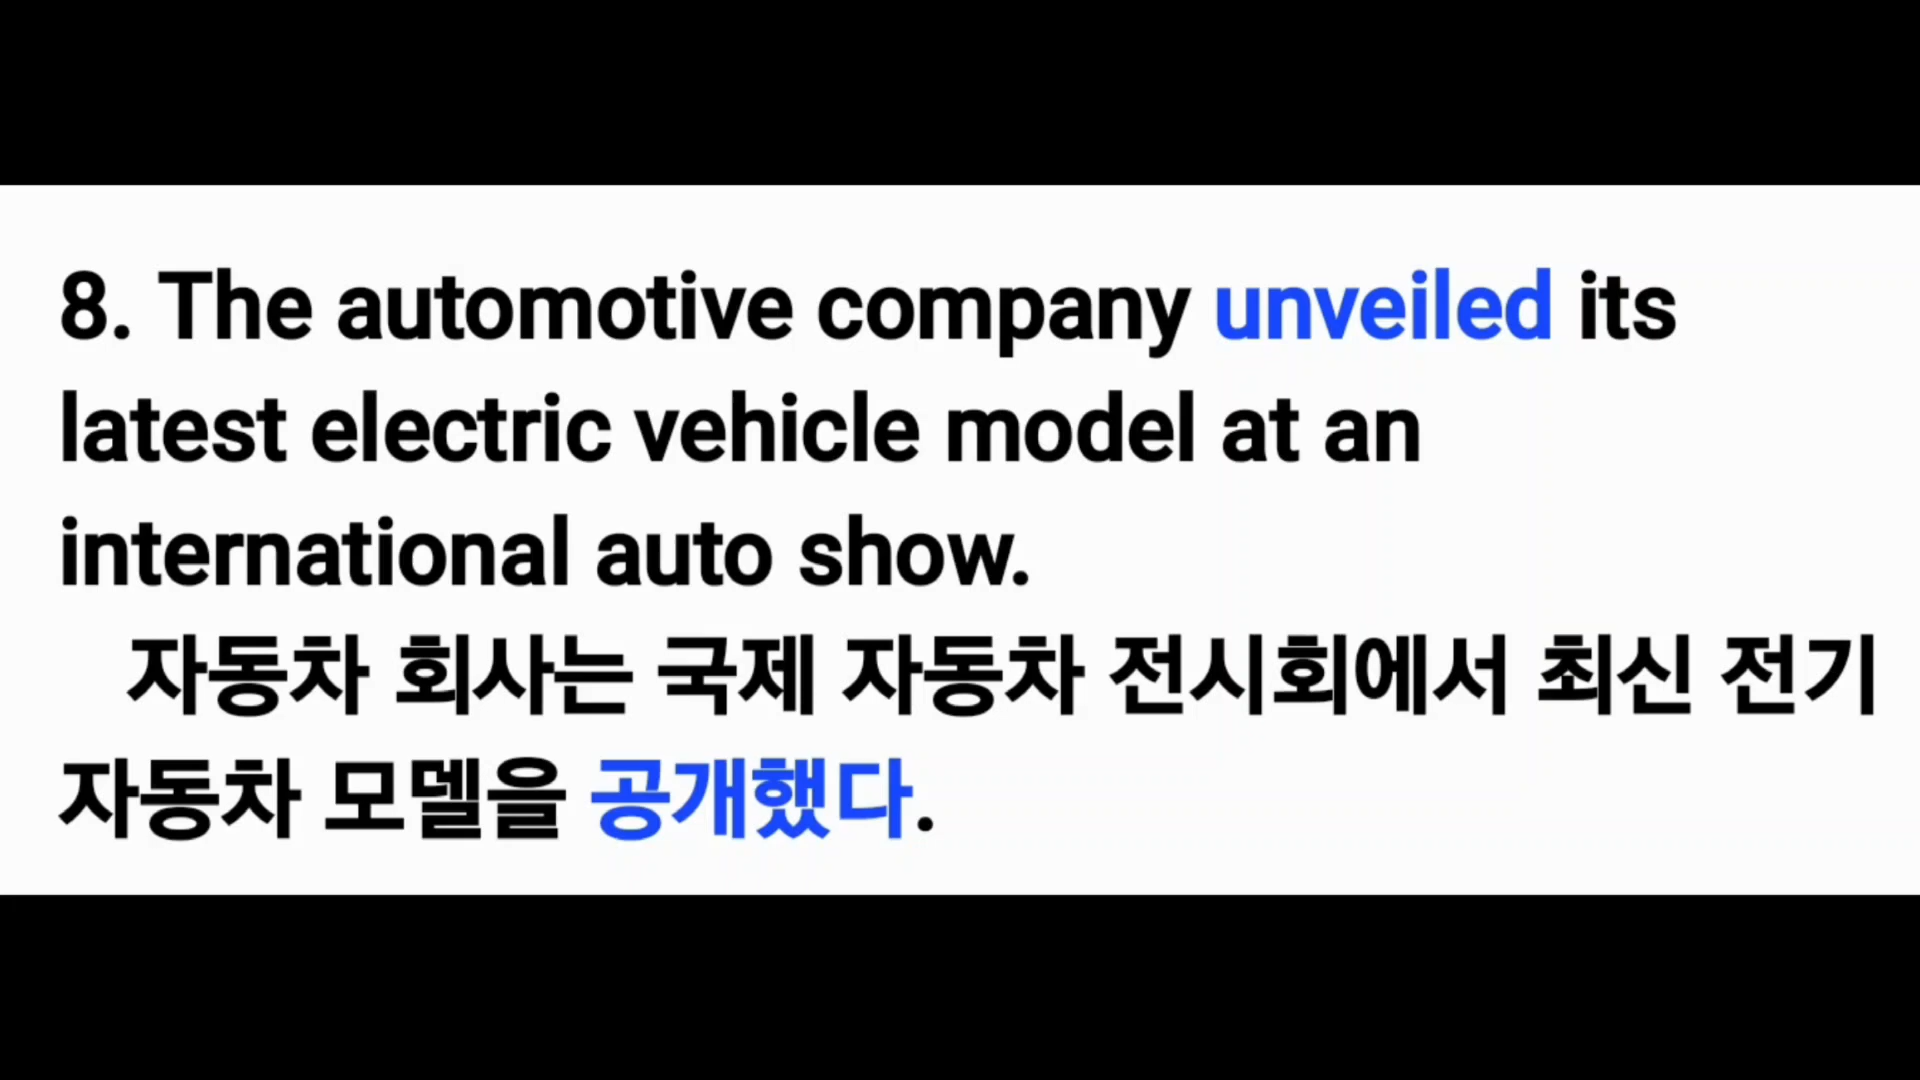 8. The automotive company unveiled its
latest electric vehicle model at an
international auto show.
자동차 회사는 국제 자동차 전시회에서 최신 전기
자동차 모델을 공개했다.